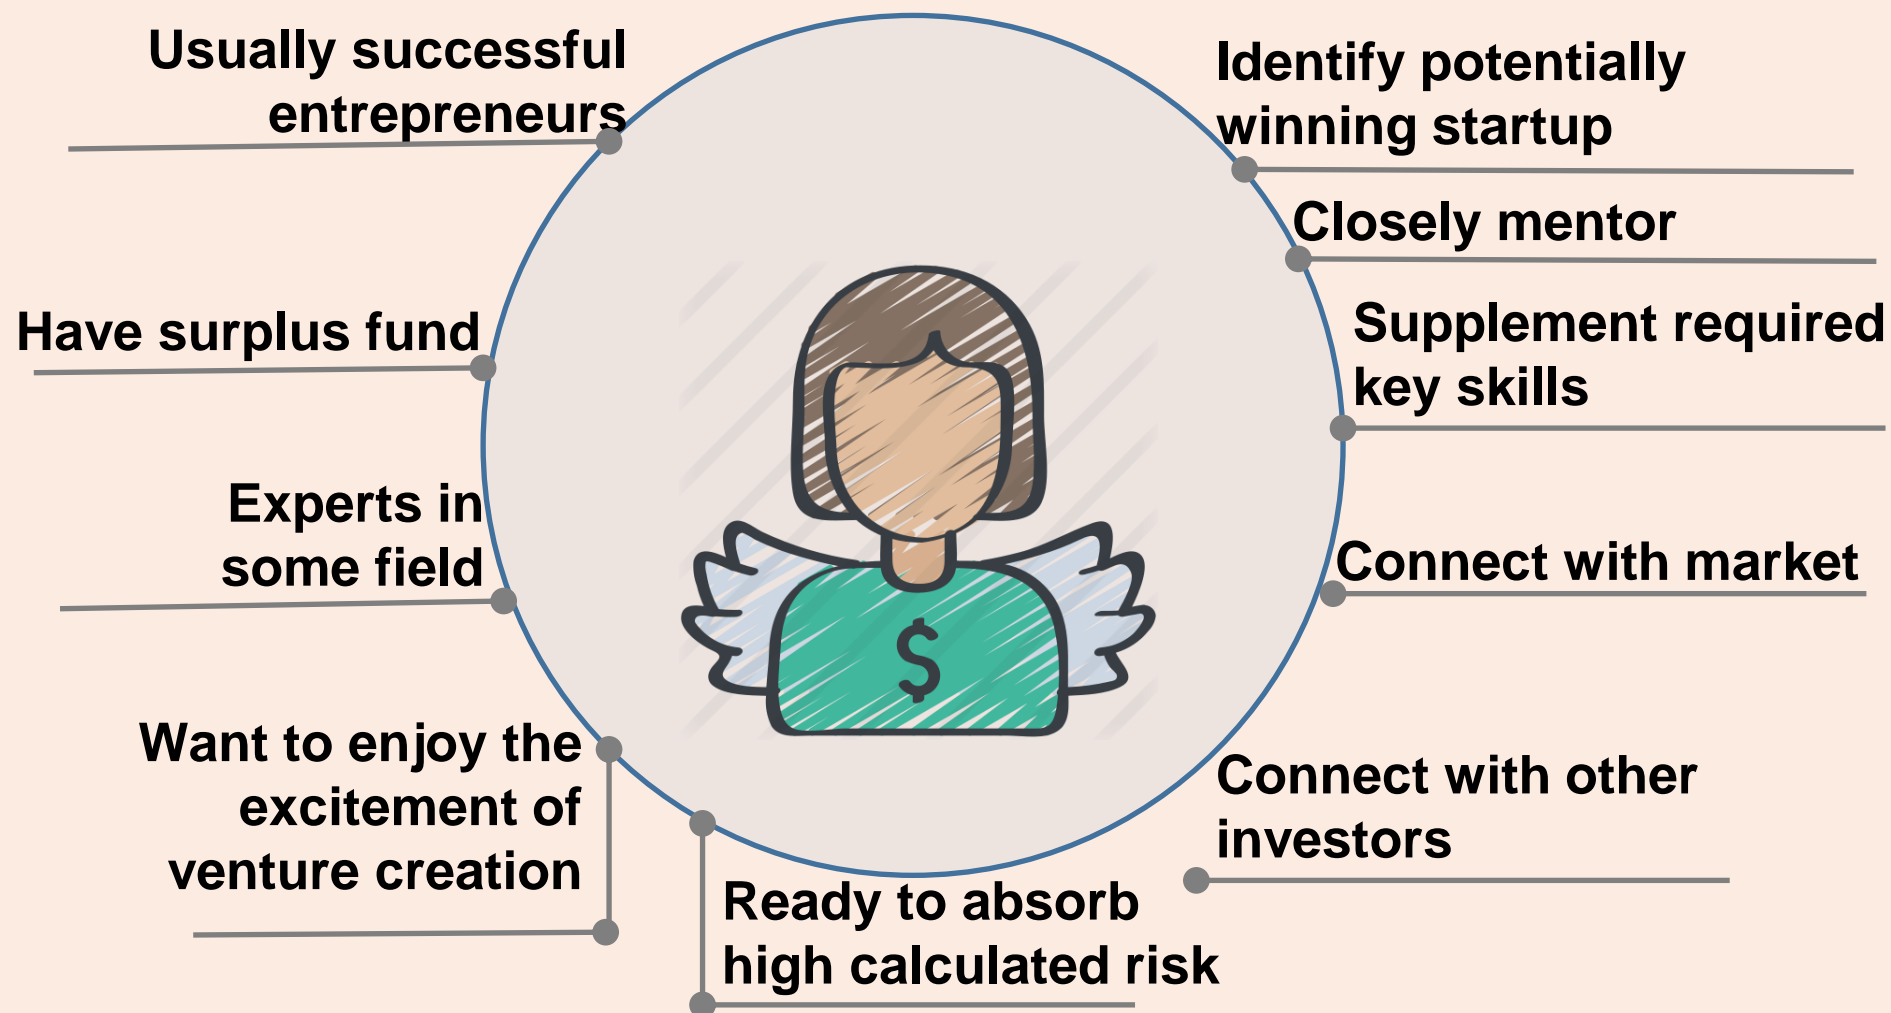 Usually successful
entrepreneurs
Have surplus fund
Experts in
some field
Want to enjoy the
excitement of
venture creation
Ready to absorb
high calculated risk
Identify potentially
winning startup
Closely mentor
Supplement required
key skills
Connect with market
Connect with other
investors
$